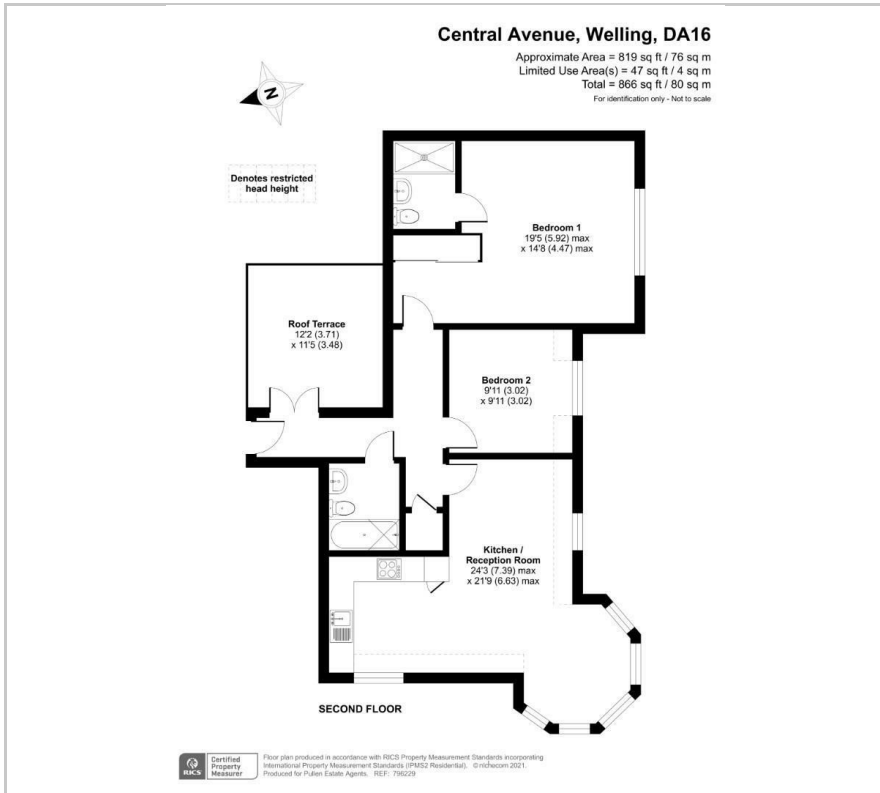 Central Avenue, Welling, DA16
Approximate Area = 819 sq ft / 76 sq m
Limited Use Area(s) = 47 sq ft / 4 sq m
Total = 866 sq ft / 80 sq m
For identification only - Not to scale
N
Denotes restricted
head height
Bedroom 1
19'5 (5.92) max
x 14'8 (4.47) max
Roof Terrace
12'2 (3.71)
x 11'5 (3.48)
Bedroom 2
9'11 (3.02)
x 9'11 (3.02)
Kitchen /
Reception Room
24'3 (7.39) max
x 21'9 (6.63) max
SECOND FLOOR
RICS
Certified
Property
Measurer
Floor plan produced in accordance with RICS Property Measurement Standards incorporating
International Property Measurement Standards (IPMS2 Residential). © nichecom 2021.
Produced for Pullen Estate Agents. REF: 796229